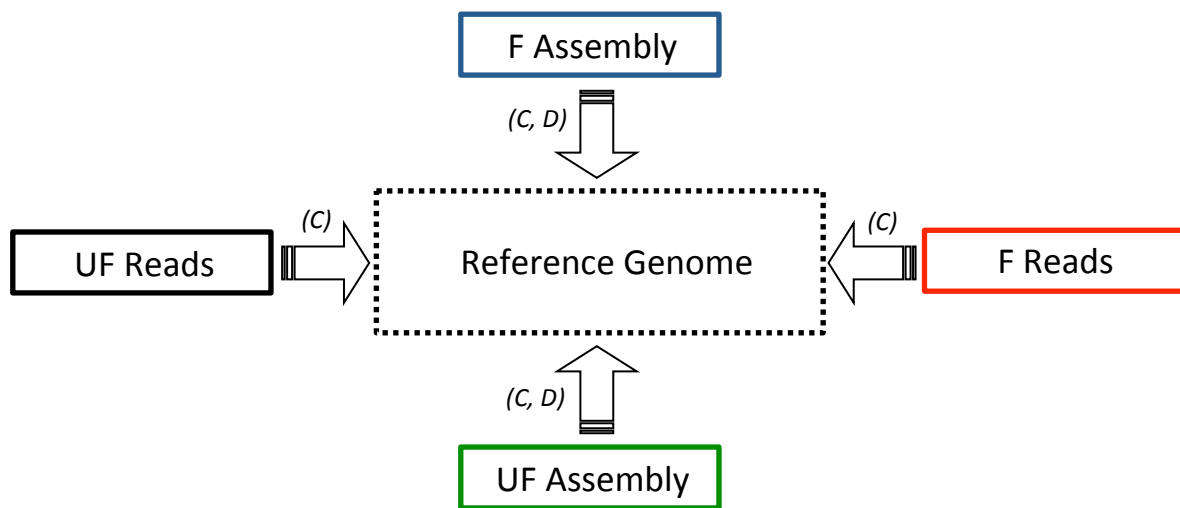 F Assembly
(C, D)
(C)
(C)
UF Reads
Reference Genome
F Reads
(C, D)
UF Assembly